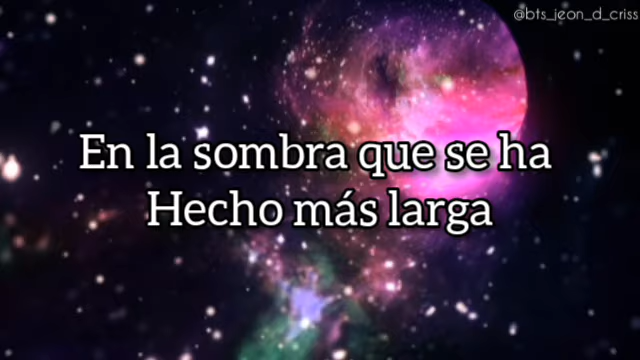 @bts_jeon_d_criss
En la sombra que se ha
Hecho más larga